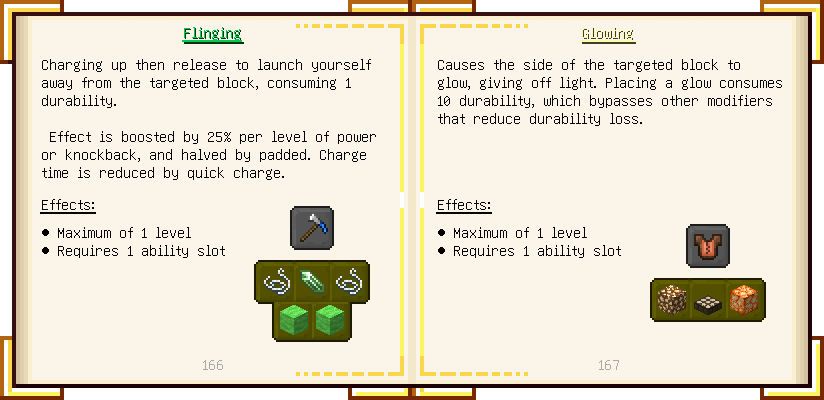 Flinging
Charging up then release to launch yourself
away from the targeted block, consuming 1
durability.
Effect is boosted by 25% per level of power
or knockback, and halved by padded. Charge
time is reduced by quick charge.
Effects:
● Maximum of 1 level
● Requires 1 ability slot
166
Glowing
Causes the side of the targeted block to
glow, giving off light. Placing a glow consumes
10 durability, which bypasses other modifiers
that reduce durability loss.
Effects:
● Maximum of 1 level
● Requires 1 ability slot
167